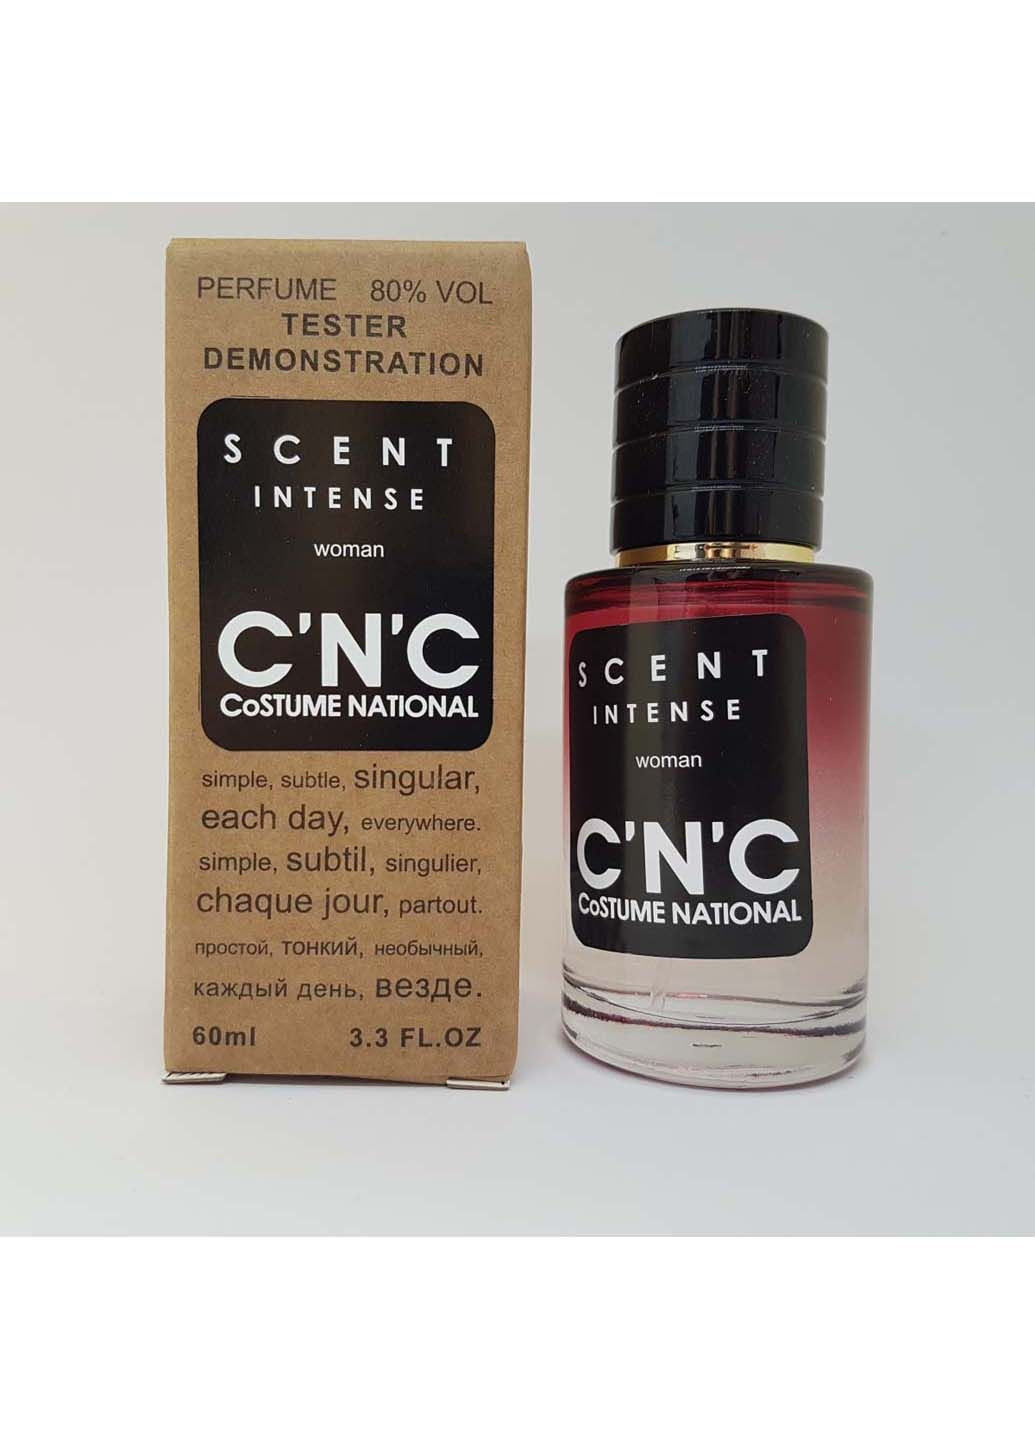 PERFUME 80% VOL
TESTER
DEMONSTRATION
SCENT
INTENSE
woman
C'N'C
CoSTUME NATIONAL
simple, subtle, singular,
each day, everywhere.
simple, subtil, singulier,
chaque jour, partout.
простой, тонкий, необычный,
каждый день, везде.
60ml 3.3 FL.OZ
SCENT
INTENSE
woman
C'N'C
CoSTUME NATIONAL